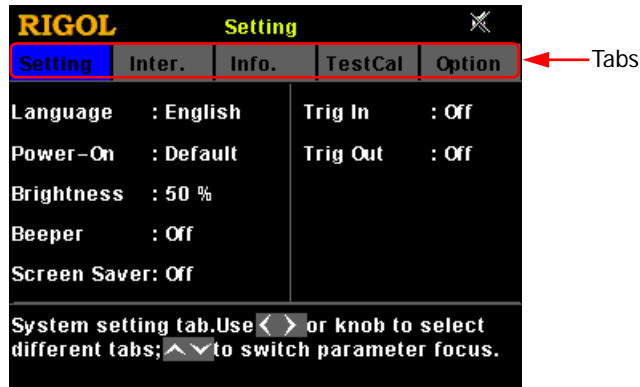 RIGOL Setting
Setting Inter. Info. TestCal Option
Tabs
Language : English
Power-On : Default
Brightness : 50 %
Beeper : Off
Screen Saver: Off
Trig In : Off
Trig Out : Off
System setting tab.Use < > or knob to select
different tabs; ∧ ∨ to switch parameter focus.